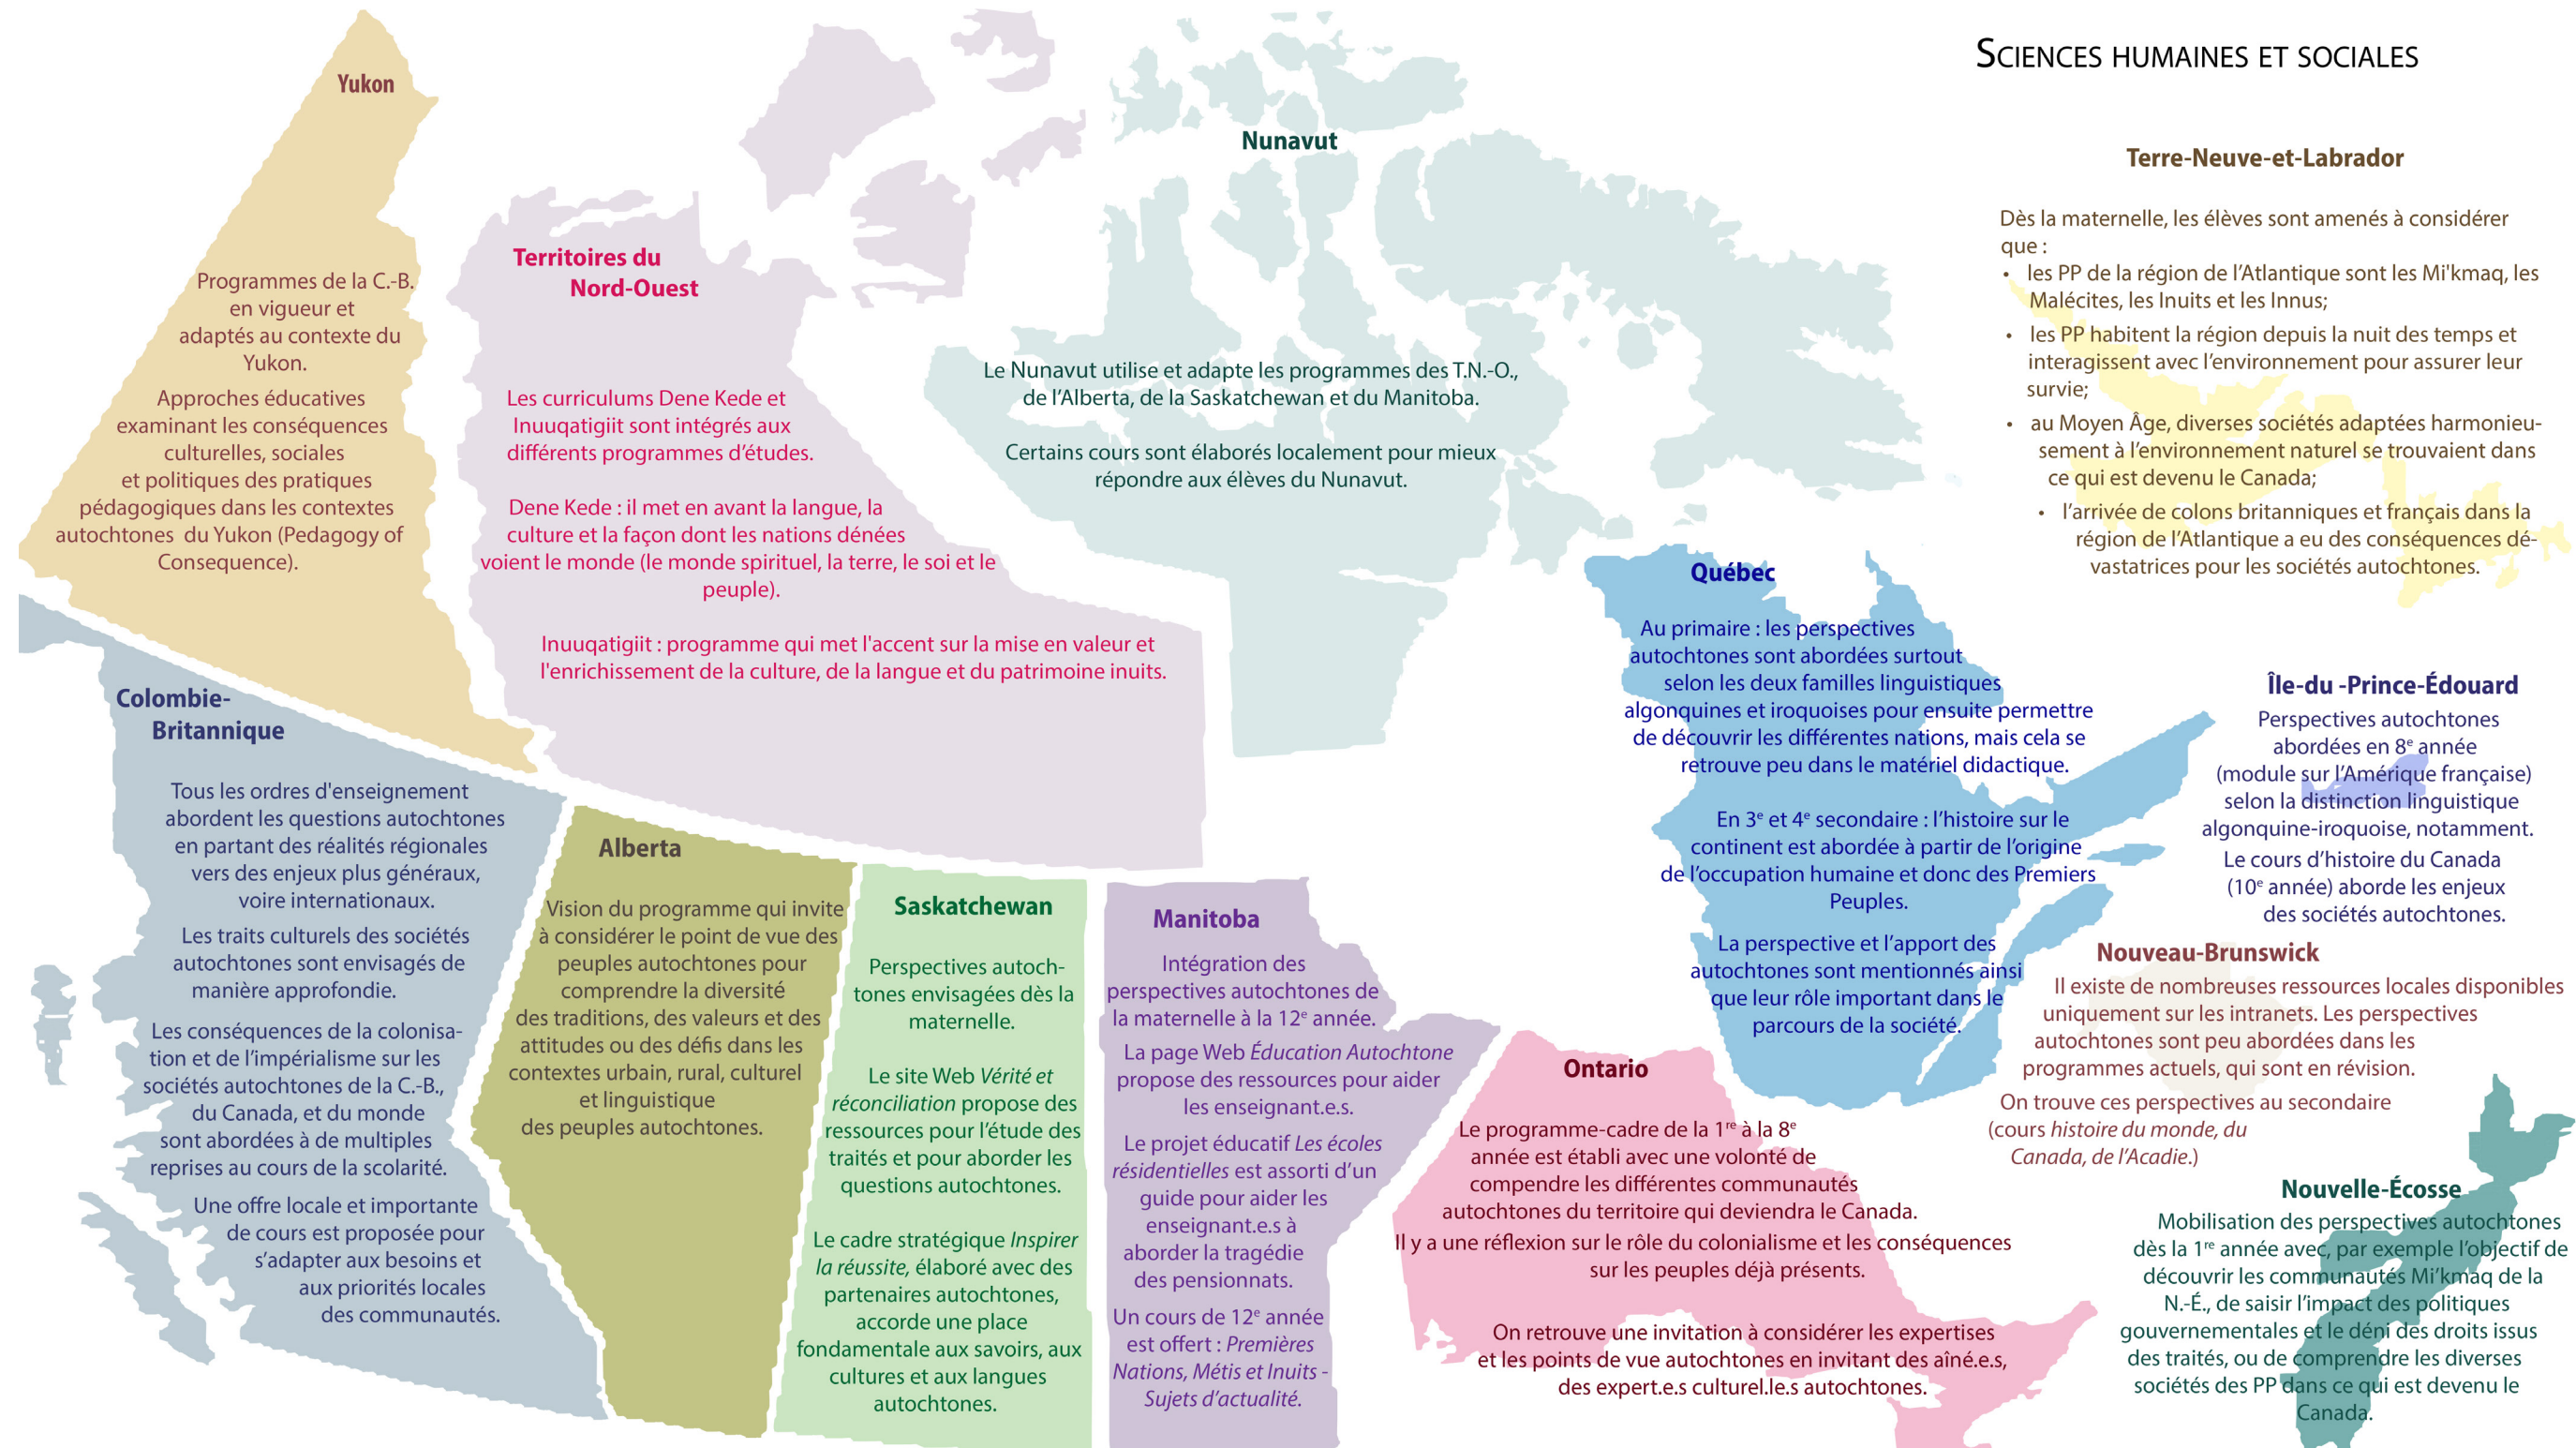 Sciences humaines et sociales
Yukon
Programmes de la C.-B.
en vigueur et
adaptés au contexte du
Yukon.
Approches éducatives
examinant les conséquences
culturelles, sociales
et politiques des pratiques
pédagogiques dans les contextes
autochtones du Yukon (Pedagogy of
Consequence).
Territoires du
Nord-Ouest
Les curriculums Dene Kede et
Inuuqatigiit sont intégrés aux
différents programmes d'études.
Dene Kede : il met en avant la langue, la
culture et la façon dont les nations dénées
voient le monde (le monde spirituel, la terre, le soi et le
peuple).
Inuuqatigiit : programme qui met l'accent sur la mise en valeur et
l'enrichissement de la culture, de la langue et du patrimoine inuits.
Nunavut
Le Nunavut utilise et adapte les programmes des T.N.-O.,
de l'Alberta, de la Saskatchewan et du Manitoba.
Certains cours sont élaborés localement pour mieux
répondre aux élèves du Nunavut.
Terre-Neuve-et-Labrador
Dès la maternelle, les élèves sont amenés à considérer
que :
• les PP de la région de l'Atlantique sont les Mi'kmaq, les
Malécites, les Inuits et les Innus;
• les PP habitent la région depuis la nuit des temps et
interagissent avec l'environnement pour assurer leur
survie;
• au Moyen Âge, diverses sociétés adaptées harmonieu-
sement à l'environnement naturel se trouvaient dans
ce qui est devenu le Canada;
• l'arrivée de colons britanniques et français dans la
région de l'Atlantique a eu des conséquences dé-
vastatrices pour les sociétés autochtones.
Colombie-
Britannique
Tous les ordres d'enseignement
abordent les questions autochtones
en partant des réalités régionales
vers des enjeux plus généraux,
voire internationaux.
Les traits culturels des sociétés
autochtones sont envisagés de
manière approfondie.
Les conséquences de la colonisa-
tion et de l'impérialisme sur les
sociétés autochtones de la C.-B.,
du Canada, et du monde
sont abordées à de multiples
reprises au cours de la scolarité.
Une offre locale et importante
de cours est proposée pour
s'adapter aux besoins et
aux priorités locales
des communautés.
Alberta
Vision du programme qui invite
à considérer le point de vue des
peuples autochtones pour
comprendre la diversité
des traditions, des valeurs et des
attitudes ou des défis dans les
contextes urbain, rural, culturel
et linguistique
des peuples autochtones.
Saskatchewan
Perspectives autoch-
tones envisagées dès la
maternelle.
Le site Web Vérité et
réconciliation propose des
ressources pour l'étude des
traités et pour aborder les
questions autochtones.
Le cadre stratégique Inspirer
la réussite, élaboré avec des
partenaires autochtones,
accorde une place
fondamentale aux savoirs, aux
cultures et aux langues
autochtones.
Manitoba
Intégration des
perspectives autochtones de
la maternelle à la 12e année.
La page Web Éducation Autochtone
propose des ressources pour aider
les enseignant.e.s.
Le projet éducatif Les écoles
résidentielles est assorti d'un
guide pour aider les
enseignant.e.s à
aborder la tragédie
des pensionnats.
Un cours de 12e année
est offert : Premières
Nations, Métis et Inuits -
Sujets d'actualité.
Ontario
Le programme-cadre de la 1re à la 8e
année est établi avec une volonté de
compendre les différentes communautés
autochtones du territoire qui deviendra le Canada.
Il y a une réflexion sur le rôle du colonialisme et les conséquences
sur les peuples déjà présents.
On retrouve une invitation à considérer les expertises
et les points de vue autochtones en invitant des aîné.e.s,
des expert.e.s culturel.le.s autochtones.
Québec
Au primaire : les perspectives
autochtones sont abordées surtout
selon les deux familles linguistiques
algonquines et iroquoises pour ensuite permettre
de découvrir les différentes nations, mais cela se
retrouve peu dans le matériel didactique.
En 3e et 4e secondaire : l'histoire sur le
continent est abordée à partir de l'origine
de l'occupation humaine et donc des Premiers
Peuples.
La perspective et l'apport des
autochtones sont mentionnés ainsi
que leur rôle important dans le
parcours de la société.
Île-du -Prince-Édouard
Perspectives autochtones
abordées en 8e année
(module sur l'Amérique française)
selon la distinction linguistique
algonquine-iroquoise, notamment.
Le cours d'histoire du Canada
(10e année) aborde les enjeux
des sociétés autochtones.
Nouveau-Brunswick
Il existe de nombreuses ressources locales disponibles
uniquement sur les intranets. Les perspectives
autochtones sont peu abordées dans les
programmes actuels, qui sont en révision.
On trouve ces perspectives au secondaire
(cours histoire du monde, du
Canada, de l'Acadie.)
Nouvelle-Écosse
Mobilisation des perspectives autochtones
dès la 1re année avec, par exemple l'objectif de
découvrir les communautés Mi'kmaq de la
N.-É., de saisir l'impact des politiques
gouvernementales et le déni des droits issus
des traités, ou de comprendre les diverses
sociétés des PP dans ce qui est devenu le
Canada.